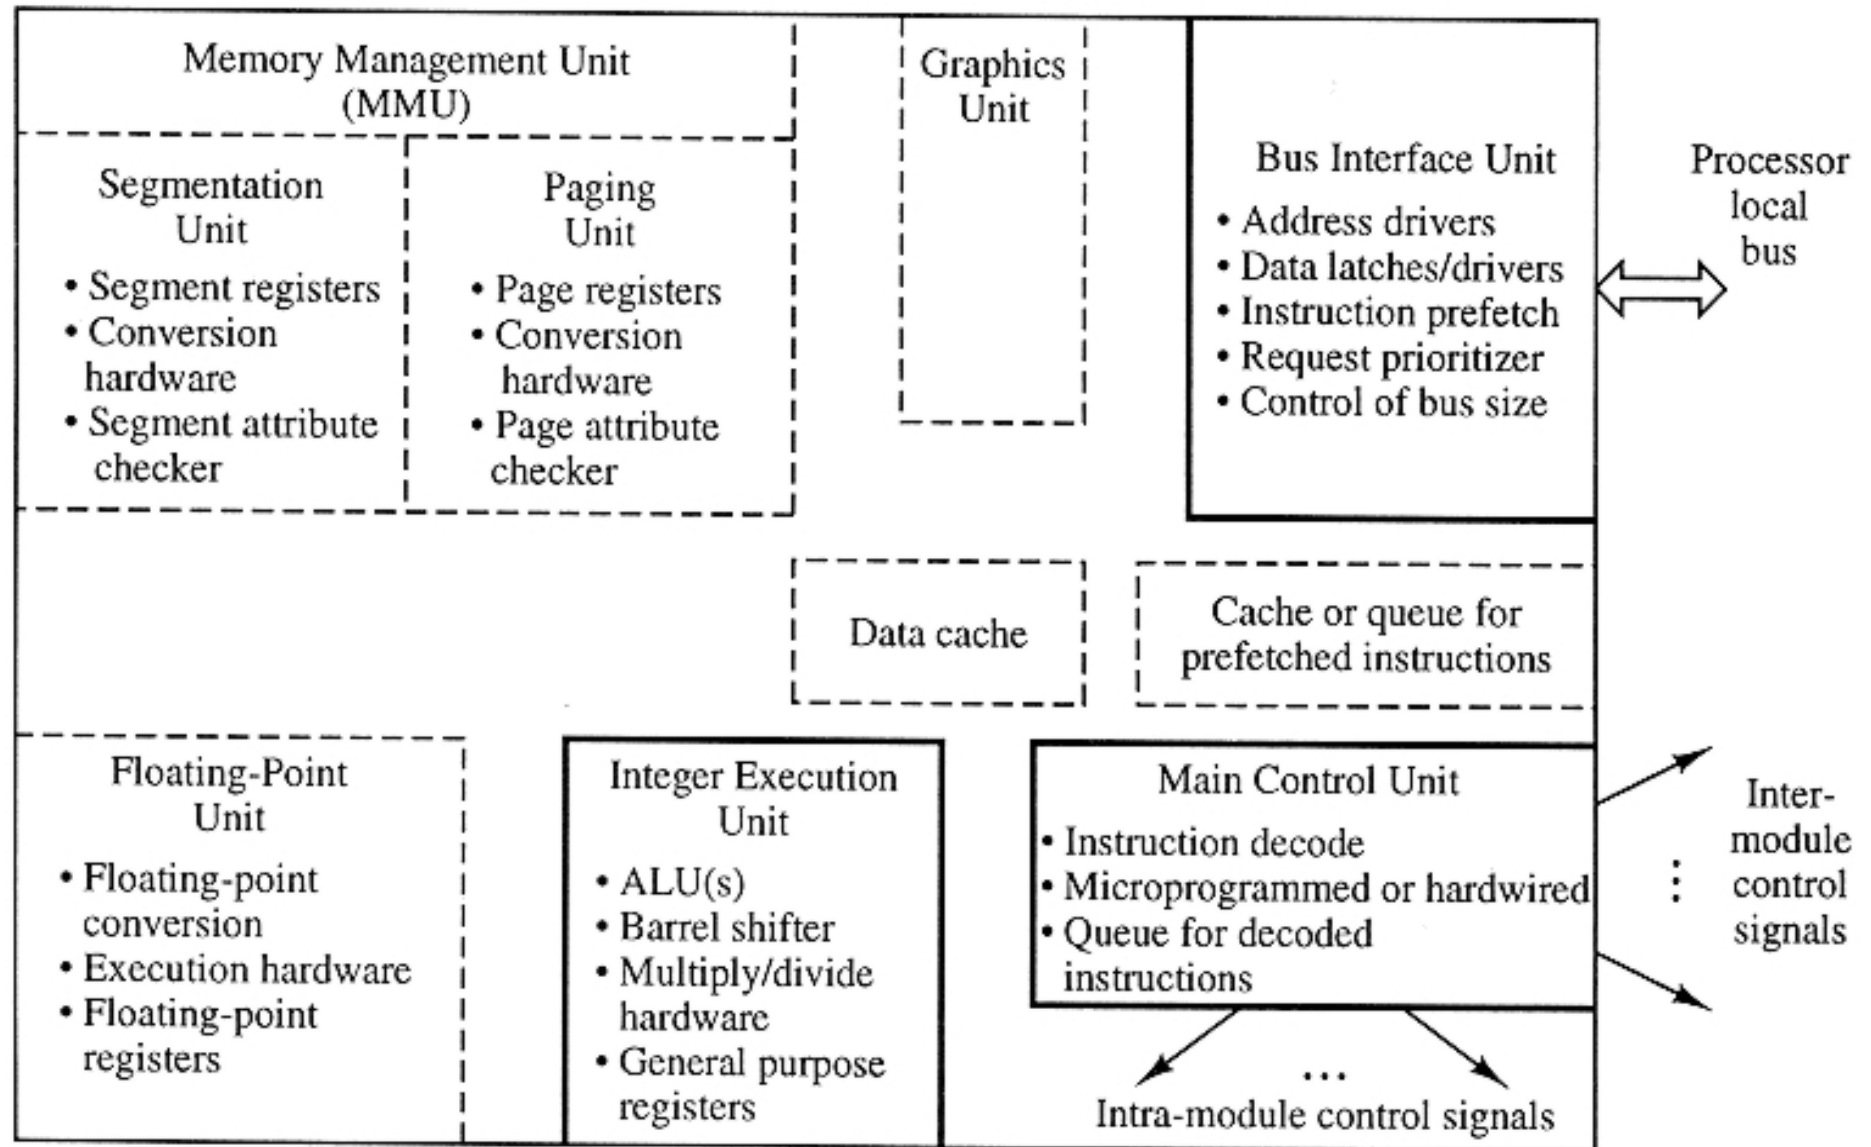 Memory Management Unit
(MMU)
Segmentation
Unit
• Segment registers
• Conversion
hardware
• Segment attribute
checker
Paging
Unit
• Page registers
• Conversion
hardware
• Page attribute
checker
Graphics
Unit
Bus Interface Unit
• Address drivers
• Data latches/drivers
• Instruction prefetch
• Request prioritizer
• Control of bus size
Processor
local
bus
Data cache
Cache or queue for
prefetched instructions
Floating-Point
Unit
• Floating-point
conversion
• Execution hardware
• Floating-point
registers
Integer Execution
Unit
• ALU(s)
• Barrel shifter
• Multiply/divide
hardware
• General purpose
registers
Main Control Unit
• Instruction decode
• Microprogrammed or hardwired
• Queue for decoded
instructions
Inter-
module
control
signals
...
Intra-module control signals